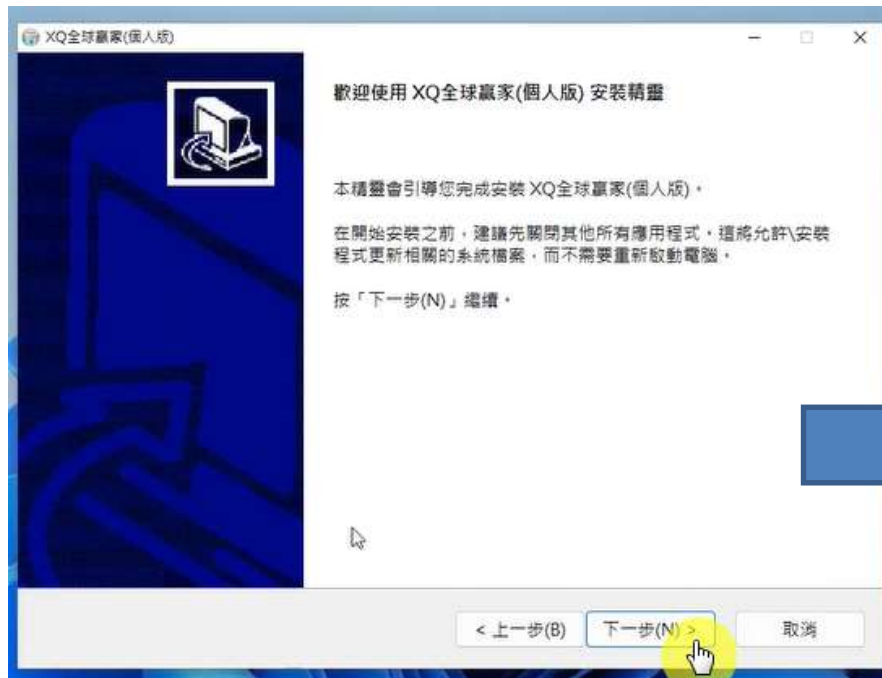 XQ全球贏家(個人版)
歡迎使用 XQ全球贏家(個人版) 安裝精靈
本精靈會引導您完成安裝 XQ全球贏家(個人版)。
在開始安裝之前，建議先關閉其他所有應用程式，這將允許\安裝
程式更新相關的系統檔案，而不需要重新啟動電腦。
按「下一步(N)」繼續。
< 上一步(B) 下一步(N) > 取消